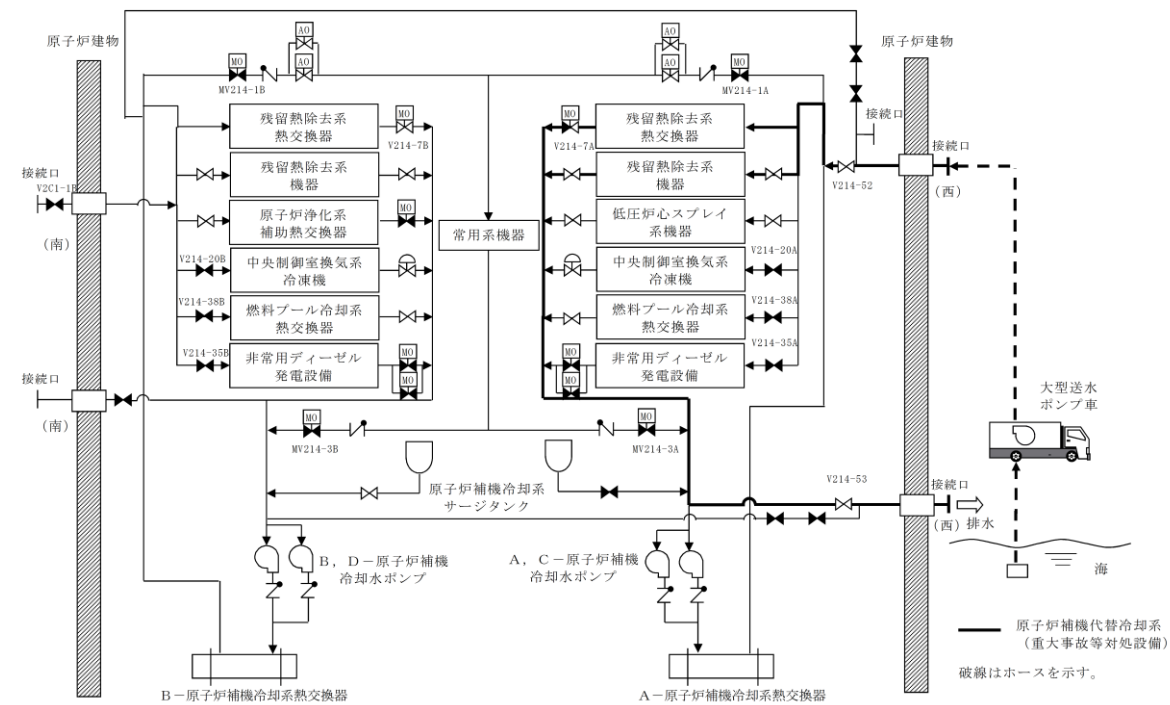 原子炉建物
原子炉建物
AO
AO
AO
AO
MO
MO
MV214-1B
MV214-1A
残留熱除去系
熱交換器
MO
V214-7B
残留熱除去系
機器
原子炉浄化系
補助熱交換器
MO
V214-20B
中央制御室換気系
冷凍機
V214-38B
燃料プール冷却系
熱交換器
V214-35B
非常用ディーゼル
発電設備
MO
MO
接続口
V2C1-1B
(南)
接続口
(南)
常用系機器
MO
V214-7A
残留熱除去系
熱交換器
残留熱除去系
機器
低圧炉心スプレイ
系機器
V214-20A
中央制御室換気系
冷凍機
V214-38A
燃料プール冷却系
熱交換器
V214-35A
非常用ディーゼル
発電設備
MO
MO
接続口
接続口
V214-52
(西)
大型送水
ポンプ車
MO
MV214-3B
MO
MV214-3A
原子炉補機冷却系
サージタンク
V214-53
接続口
(西)
排水
海
B,D-原子炉補機
冷却水ポンプ
A,C-原子炉補機
冷却水ポンプ
B-原子炉補機冷却系熱交換器
A-原子炉補機冷却系熱交換器
原子炉補機代替冷却系
(重大事故等対処設備)
破線はホースを示す。